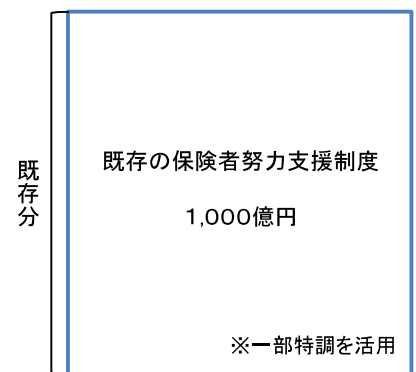 既存分
既存の保険者努力支援制度
1,000億円
※一部特調を活用